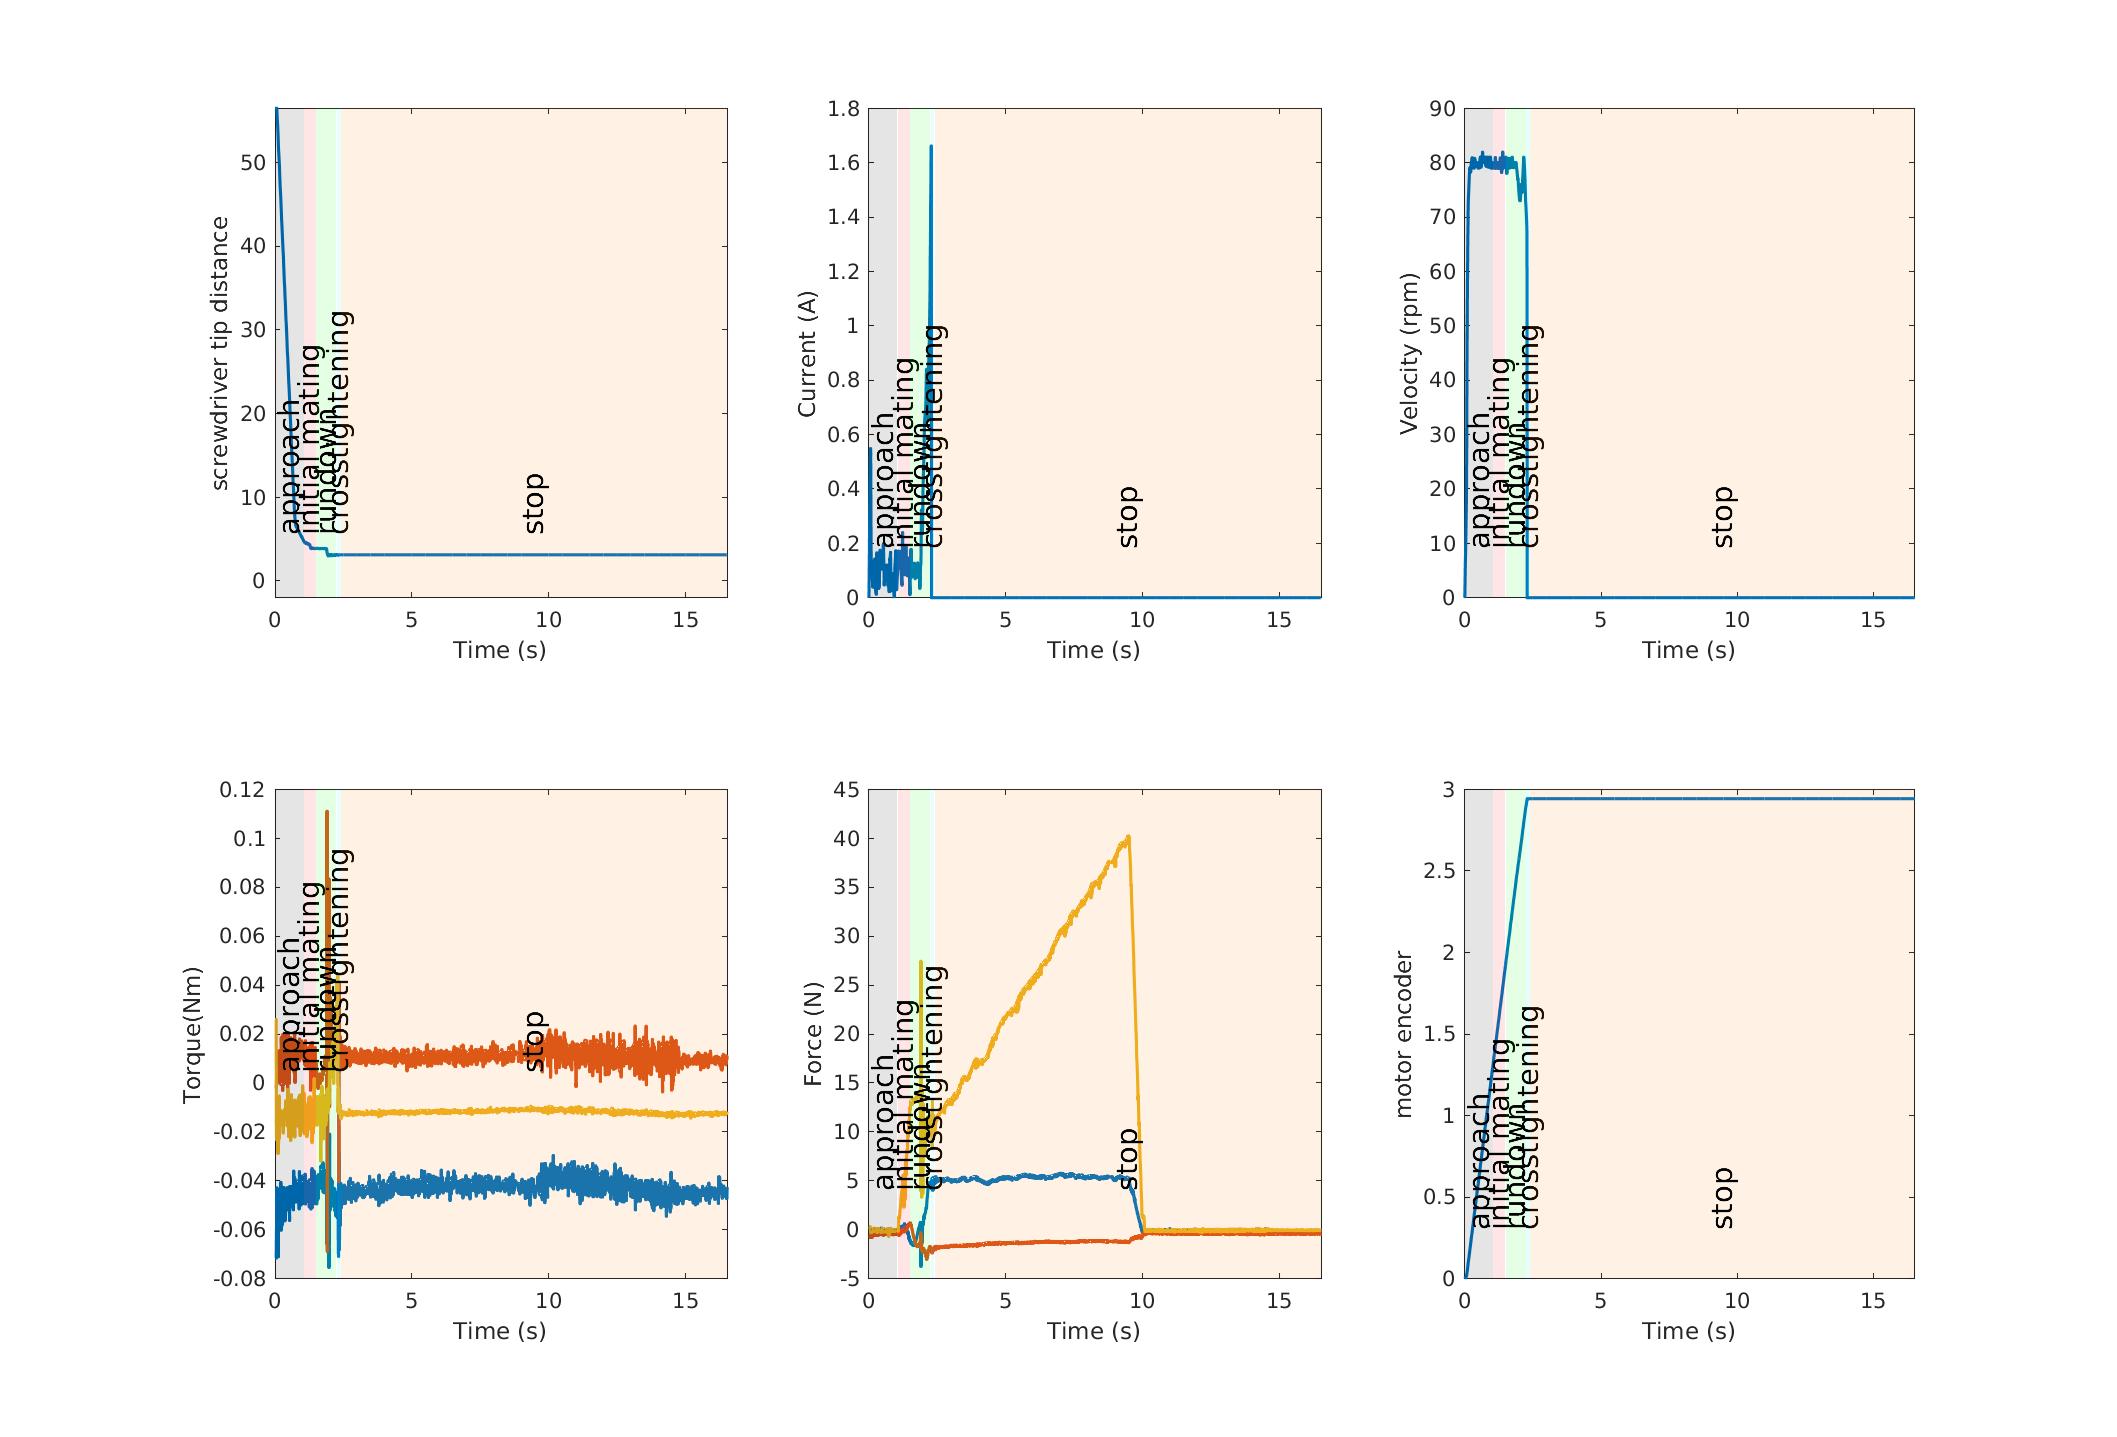 screwdriver tip distance
50
40
30
20
10
0
approach
initial mating
rundown
crosstightening
stop
0 5 10 15
Time (s)
Current (A)
1.8
1.6
1.4
1.2
1
0.8
0.6
0.4
0.2
0
approach
initial mating
rundown
crosstightening
stop
0 5 10 15
Time (s)
Velocity (rpm)
90
80
70
60
50
40
30
20
10
0
approach
initial mating
rundown
crosstightening
stop
0 5 10 15
Time (s)
Torque(Nm)
0.12
0.1
0.08
0.06
0.04
0.02
0
-0.02
-0.04
-0.06
-0.08
approach
initial mating
rundown
crosstightening
stop
0 5 10 15
Time (s)
Force (N)
45
40
35
30
25
20
15
10
5
0
-5
approach
initial mating
rundown
crosstightening
stop
0 5 10 15
Time (s)
motor encoder
3
2.5
2
1.5
1
0.5
0
approach
initial mating
rundown
crosstightening
stop
0 5 10 15
Time (s)